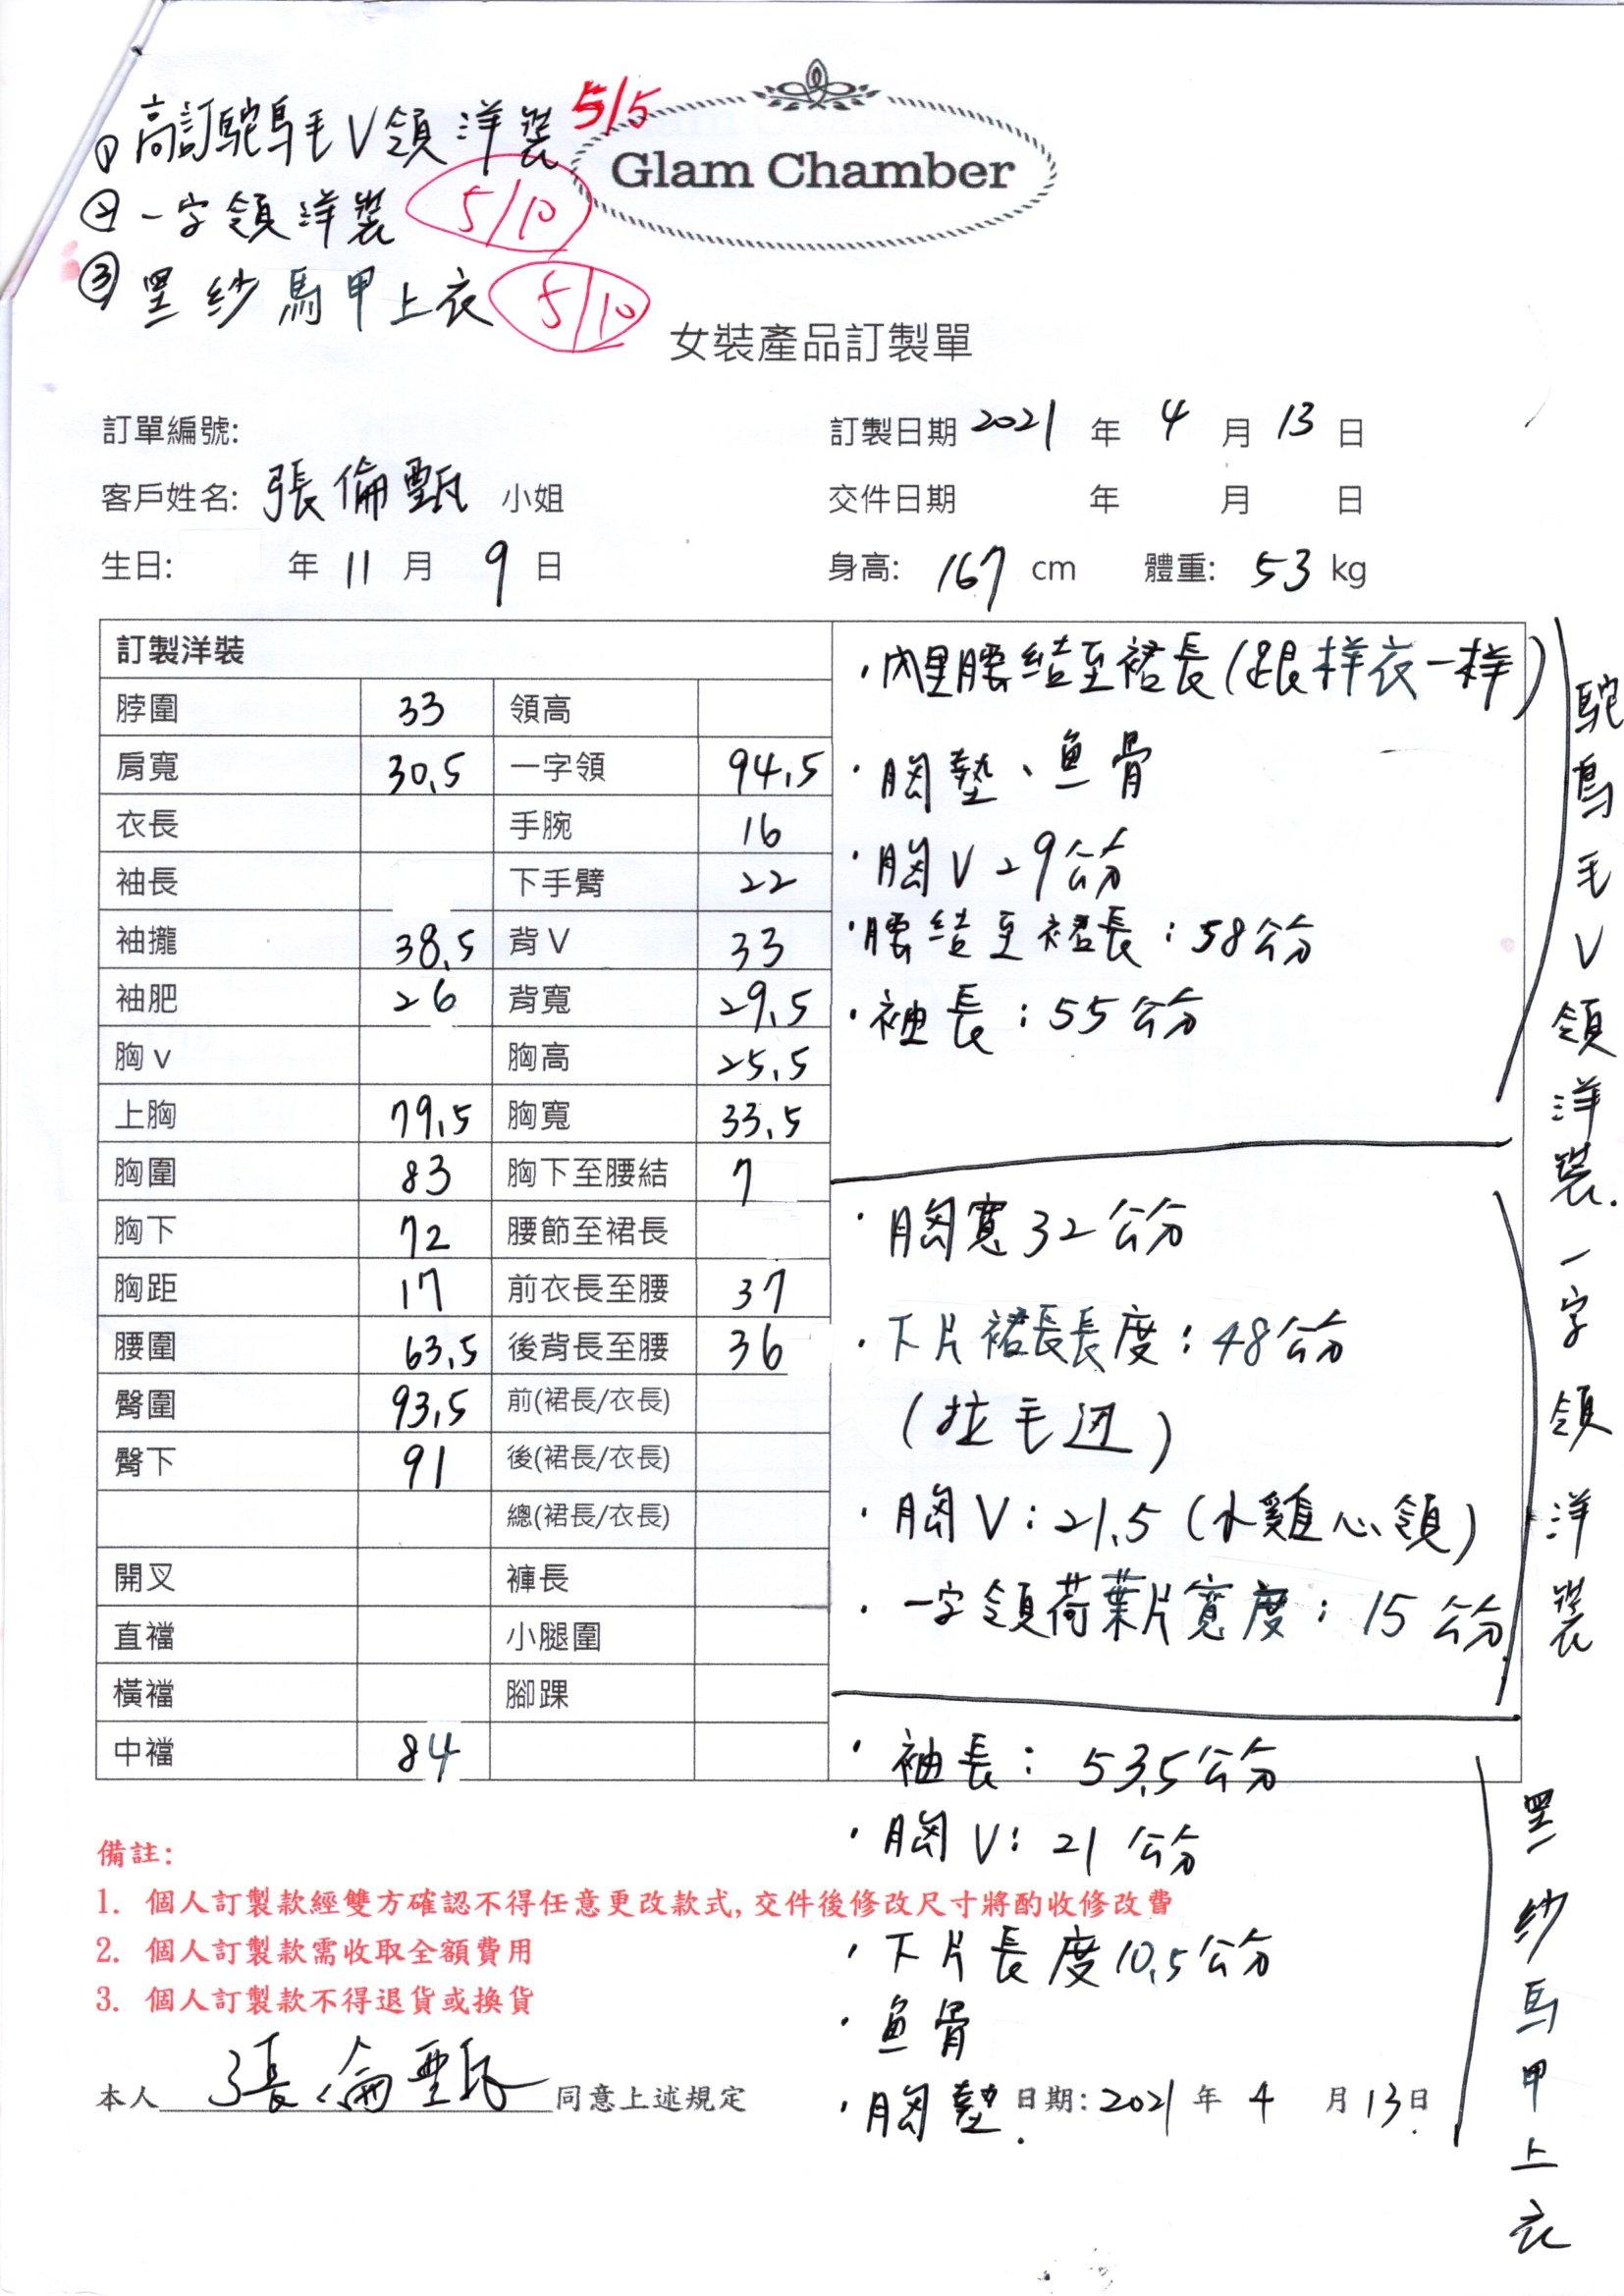 ①高訂鴕鳥毛V領洋裝 5/5
Glam Chamber
②一字領洋裝 5/10
③黑紗馬甲上衣 5/10
女裝產品訂製單
訂單編號: 訂製日期 2021 年 4 月 13 日
客戶姓名: 張倫甄 小姐 交件日期 年 月 日
生日: 年 11 月 9 日 身高: 167 cm 體重: 53 kg
訂製洋裝
脖圍 33 領高
肩寬 30.5 一字領 94.5
衣長 手腕 16
袖長 下手臂 22
袖攏 38.5 背V 33
袖肥 26 背寬 29.5
胸v 胸高 25.5
上胸 79.5 胸寬 33.5
胸圍 83 胸下至腰結 7
胸下 72 腰節至裙長
胸距 17 前衣長至腰 37
腰圍 63.5 後背長至腰 36
臀圍 93.5 前(裙長/衣長)
臀下 91 後(裙長/衣長)
總(裙長/衣長)
開叉 褲長
直襠 小腿圍
橫襠 腳踝
中襠 84
·內里腰結至裙長(跟样衣一样)
·胸墊、鱼骨
·胸V 29公分
·腰结至裙長:58公分
·袖長:55公分
鴕鳥毛V領洋裝.
·胸寬32公分
·下片裙長長度:48公分
(拉毛边)
·胸V:21.5(水雞心領)
·一字領荷葉片寬度:15公分.
一字領洋裝
·袖長:53.5公分
·胸V:21公分
·下片長度10.5公分
·鱼骨
·胸墊.
黑紗馬甲上衣
備註:
1. 個人訂製款經雙方確認不得任意更改款式,交件後修改尺寸將酌收修改費
2. 個人訂製款需收取全額費用
3. 個人訂製款不得退貨或換貨
本人 張倫甄 同意上述規定 日期: 2021 年 4 月 13 日